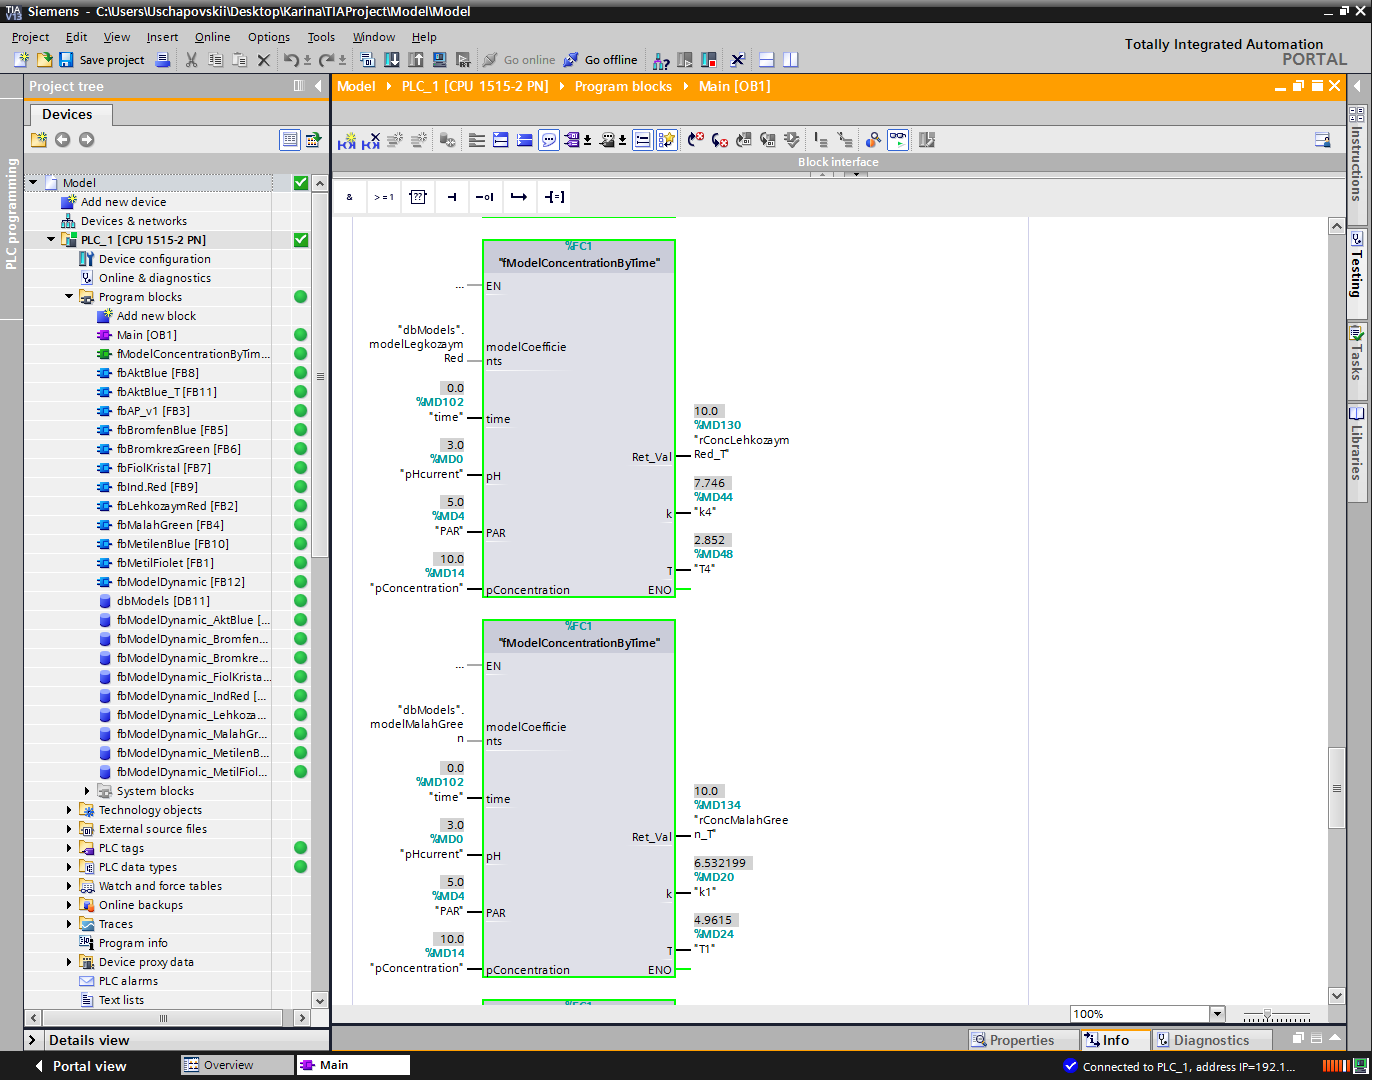 TIA
V13
Siemens - C:\Users\Uschapovskii\Desktop\Karina\TIAProject\Model\Model
Project Edit View Insert Online Options Tools Window Help
Save project
Go online
Go offline
Totally Integrated Automation
PORTAL
Project tree
Model
PLC_1 [CPU 1515-2 PN]
Program blocks
Main [OB1]
Devices
Block interface
PLC programming
Model
Add new device
Devices & networks
PLC_1 [CPU 1515-2 PN]
Device configuration
Online & diagnostics
Program blocks
Add new block
Main [OB1]
fModelConcentrationByTim...
fbAktBlue [FB8]
fbAktBlue_T [FB11]
fbAP_v1 [FB3]
fbBromfenBlue [FB5]
fbBromkrezGreen [FB6]
fbFiolKristal [FB7]
fbInd.Red [FB9]
fbLehkozaymRed [FB2]
fbMalahGreen [FB4]
fbMetilenBlue [FB10]
fbMetilFiolet [FB1]
fbModelDynamic [FB12]
dbModels [DB11]
fbModelDynamic_AktBlue [...
fbModelDynamic_Bromfen...
fbModelDynamic_Bromkre...
fbModelDynamic_FiolKrista...
fbModelDynamic_IndRed [...
fbModelDynamic_Lehkoza...
fbModelDynamic_MalahGr...
fbModelDynamic_MetilenB...
fbModelDynamic_MetilFiol...
System blocks
Technology objects
External source files
PLC tags
PLC data types
Watch and force tables
Online backups
Traces
Program info
Device proxy data
PLC alarms
Text lists
Details view
& >=1 ?? -o| -[=]
%FC1
"fModelConcentrationByTime"
... EN
"dbModels".
modelLegkozaym
Red
modelCoefficie
nts
0.0
%MD102
"time" time
3.0
%MD0
"pHcurrent" pH
5.0
%MD4
"PAR" PAR
10.0
%MD14
"pConcentration" pConcentration
10.0
%MD130
"rConcLehkozaym
Red_T"
Ret_Val
7.746
%MD44
k "k4"
2.852
%MD48
T "T4"
ENO
%FC1
"fModelConcentrationByTime"
... EN
"dbModels".
modelMalahGree
n
modelCoefficie
nts
0.0
%MD102
"time" time
3.0
%MD0
"pHcurrent" pH
5.0
%MD4
"PAR" PAR
10.0
%MD14
"pConcentration" pConcentration
10.0
%MD134
"rConcMalahGree
n_T"
Ret_Val
6.532199
%MD20
k "k1"
4.9615
%MD24
T "T1"
ENO
%FC1
Instructions
Testing
Tasks
Libraries
100%
Properties
Info
Diagnostics
Portal view
Overview
Main
Connected to PLC_1, address IP=192.1...